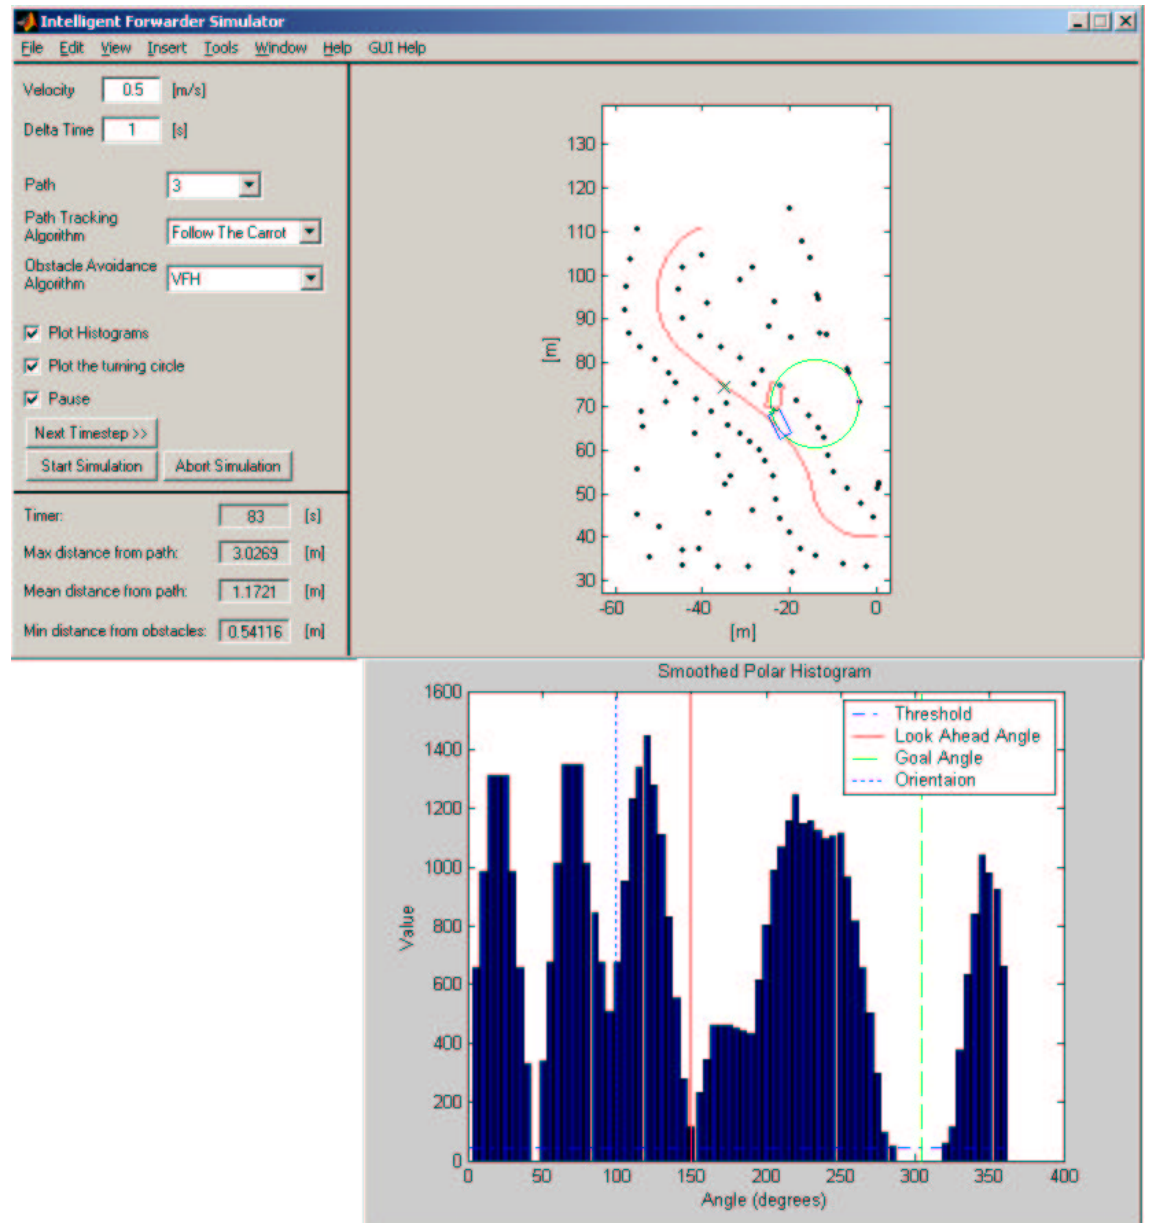 Intelligent Forwarder Simulator
File Edit View Insert Tools Window Help GUI Help
Velocity 0.5 [m/s]
Delta Time 1 [s]
Path 3
Path Tracking
Algorithm Follow The Carrot
Obstacle Avoidance
Algorithm VFH
Plot Histograms
Plot the turning circle
Pause
Next Timestep >>
Start Simulation Abort Simulation
Timer: 83 [s]
Max distance from path: 3.0269 [m]
Mean distance from path: 1.1721 [m]
Min distance from obstacles: 0.54116 [m]
130
120
110
100
90
80
70
60
50
40
30
[m]
-60 -40 -20 0
[m]
Smoothed Polar Histogram
1600
1400
1200
1000
800
600
400
200
0
Value
Threshold
Look Ahead Angle
Goal Angle
Orientaion
0 50 100 150 200 250 300 350 400
Angle (degrees)